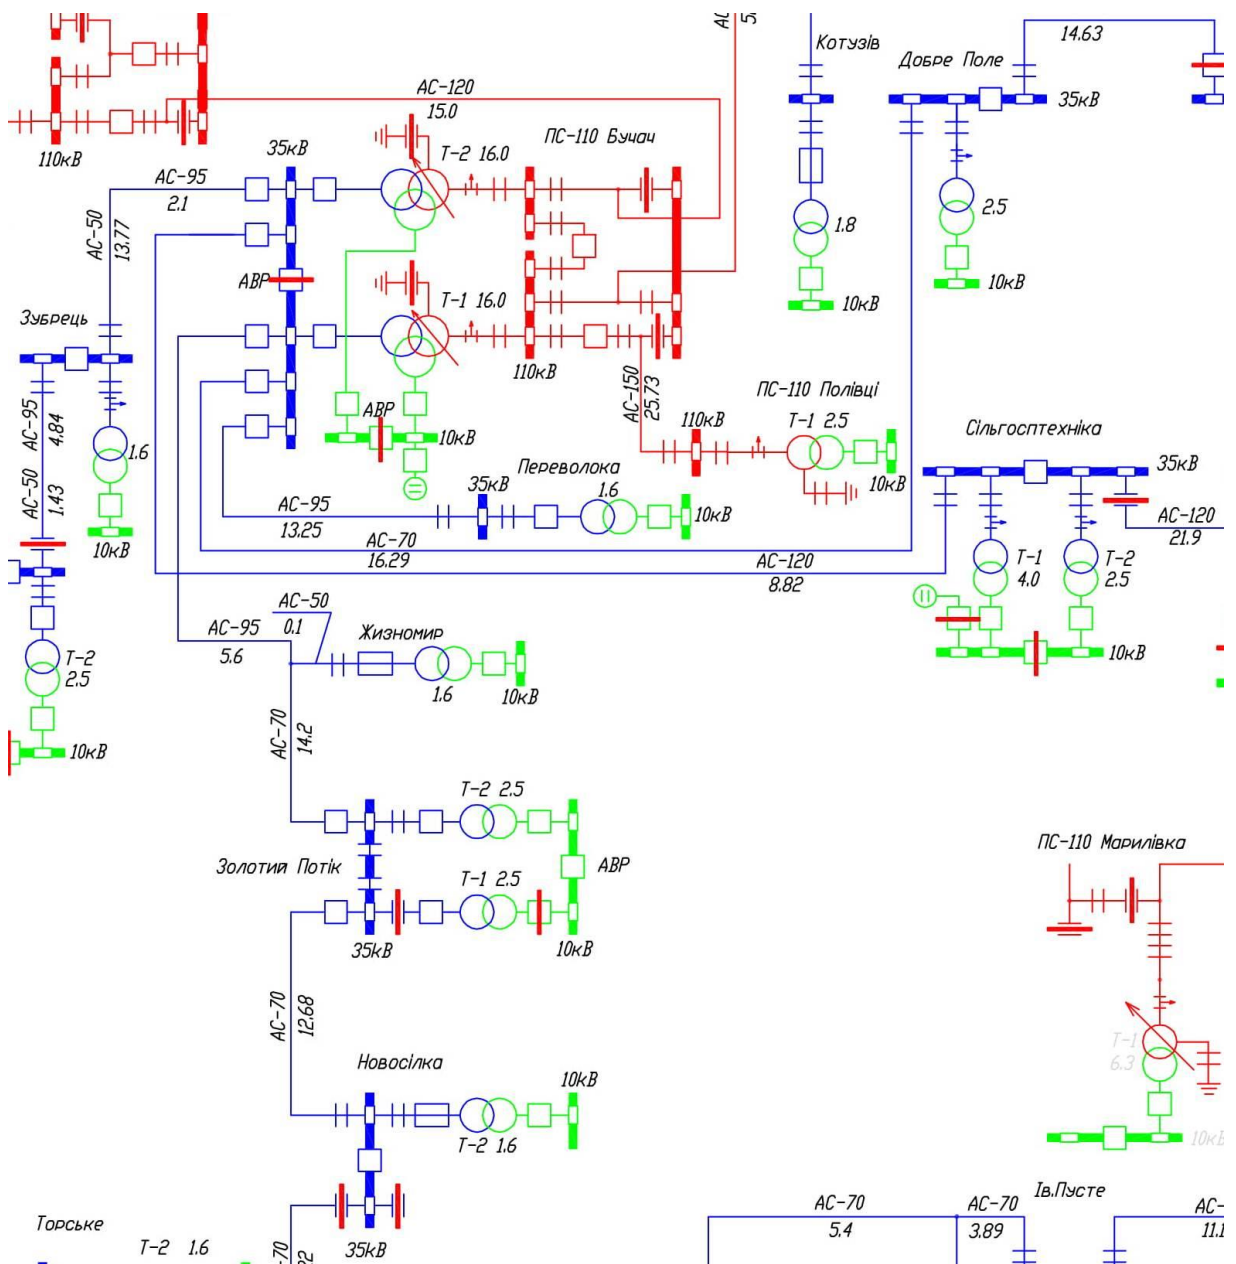 110кВ
АС-120
15.0
5.
Котузів
1.8
10кВ
Добре Поле
14.63
35кВ
2.5
10кВ
35кВ
АС-95
2.1
АС-50
13.77
АВР
ПС-110 Бучач
Т-2 16.0
Т-1 16.0
110кВ
АВР
10кВ
АС-150
25.73
ПС-110 Полівці
110кВ
Т-1 2.5
10кВ
Зубрець
АС-95
4.84
АС-50
1.43
1.6
10кВ
Т-2
2.5
10кВ
Переволока
35кВ
1.6
10кВ
АС-95
13.25
АС-70
16.29
АС-120
8.82
Сільгосптехніка
35кВ
АС-120
21.9
Т-1
4.0
Т-2
2.5
10кВ
АС-95
5.6
АС-50
0.1
Жизномир
1.6
10кВ
АС-70
14.2
Золотий Потік
Т-2 2.5
Т-1 2.5
АВР
35кВ
10кВ
АС-70
12.68
Новосілка
10кВ
Т-2 1.6
35кВ
ПС-110 Марилівка
Т-1
6.3
10кВ
Торське
Т-2 1.6
АС-70
5.4
АС-70
3.89
Ів.Пусте
АС-
11.1